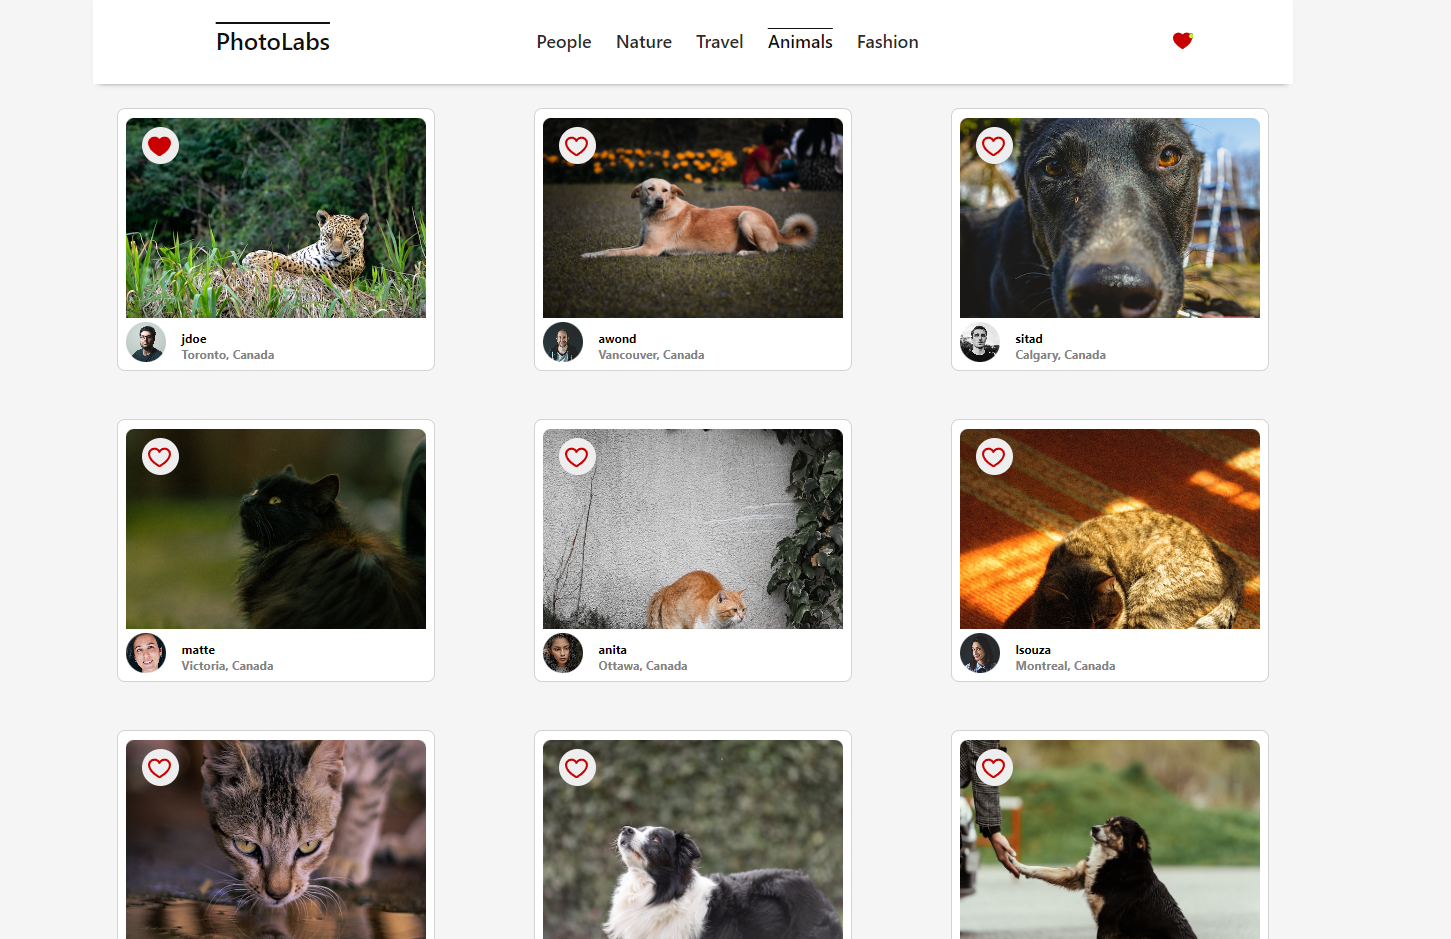 PhotoLabs
People Nature Travel Animals Fashion
jdoe
Toronto, Canada
awond
Vancouver, Canada
sitad
Calgary, Canada
matte
Victoria, Canada
anita
Ottawa, Canada
lsouza
Montreal, Canada